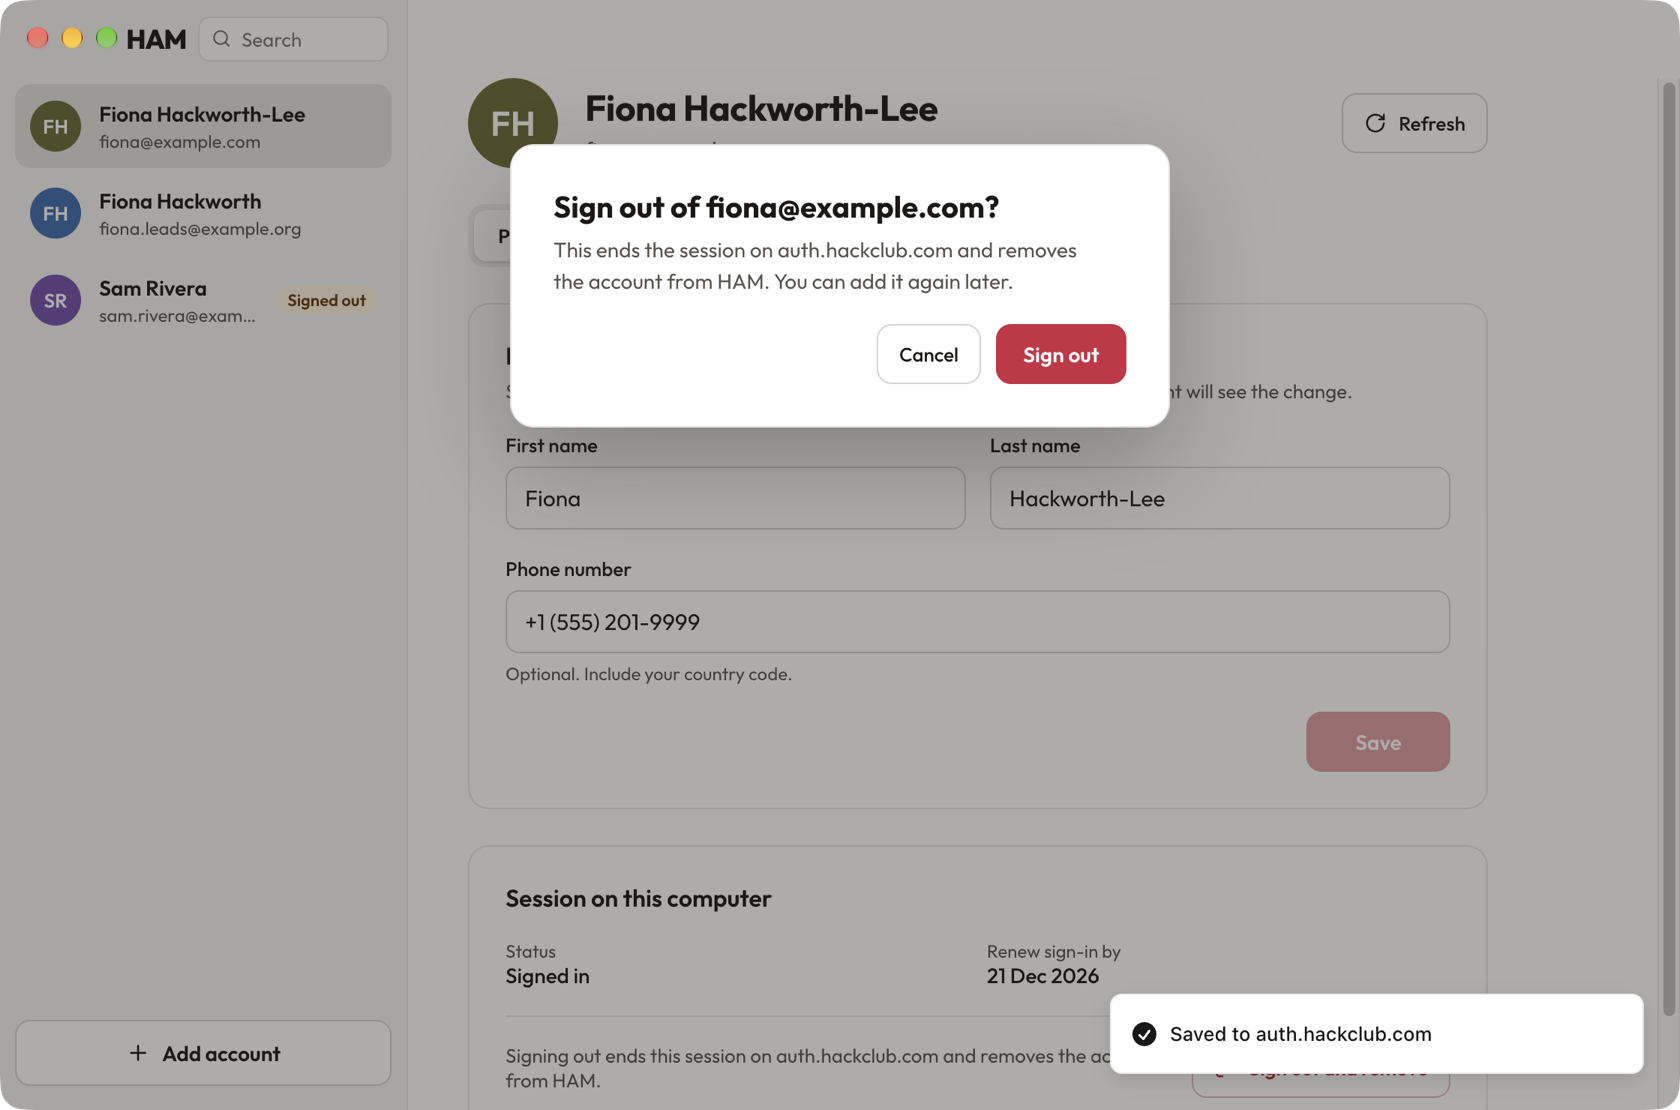 HAM
Search
FH
Fiona Hackworth-Lee
fiona@example.com
FH
Fiona Hackworth
fiona.leads@example.org
SR
Sam Rivera
sam.rivera@exam...
Signed out
Add account
FH
Fiona Hackworth-Lee
Refresh
Sign out of fiona@example.com?
This ends the session on auth.hackclub.com and removes
the account from HAM. You can add it again later.
Cancel
Sign out
will see the change.
First name
Last name
Fiona
Hackworth-Lee
Phone number
+1 (555) 201-9999
Optional. Include your country code.
Save
Session on this computer
Status
Renew sign-in by
Signed in
21 Dec 2026
Signing out ends this session on auth.hackclub.com and removes the
from HAM.
Saved to auth.hackclub.com